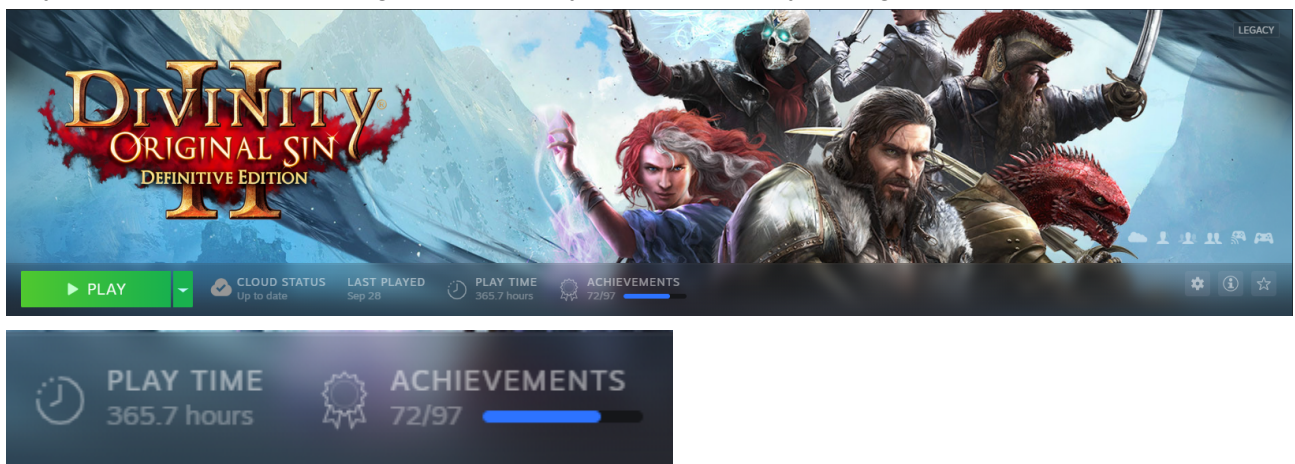 LEGACY
DIVINITY
II
ORIGINAL SIN
DEFINITIVE EDITION
PLAY
CLOUD STATUS
Up to date
LAST PLAYED
Sep 28
PLAY TIME
365.7 hours
ACHIEVEMENTS
72/97
PLAY TIME
365.7 hours
ACHIEVEMENTS
72/97